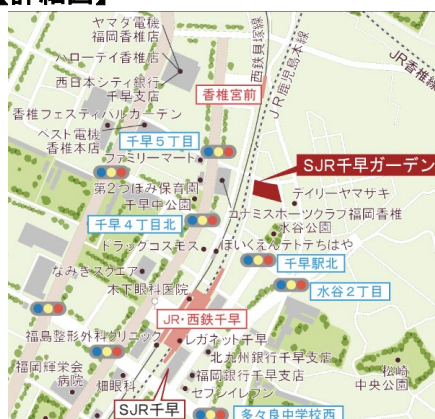 【詳細図】
ヤマダ電機
福岡香椎店
ハローデイ香椎店
西日本シティ銀行
千早支店
香椎フェスティバルガーデン
ベスト電機
香椎本店
西鉄貝塚線
JR鹿児島本線
JR香椎線
香椎宮前
千早5丁目
ファミリーマート
SJR千早ガーデン
第2つぼみ保育園
千早中公園
デイリーヤマザキ
コナミスポーツクラブ福岡香椎
水谷公園
千早4丁目北
ドラックコスモス
ほいくえんテトテちはや
千早駅北
なみきスクエア
水谷2丁目
木下眼科医院
JR・西鉄千早
福島整形外科クリニック
レガネット千早
北九州銀行千早支店
福岡輝栄会
病院
畑眼科
福岡銀行千早支店
セブンイレブン
松崎
中央公園
SJR千早
多々良中学校西